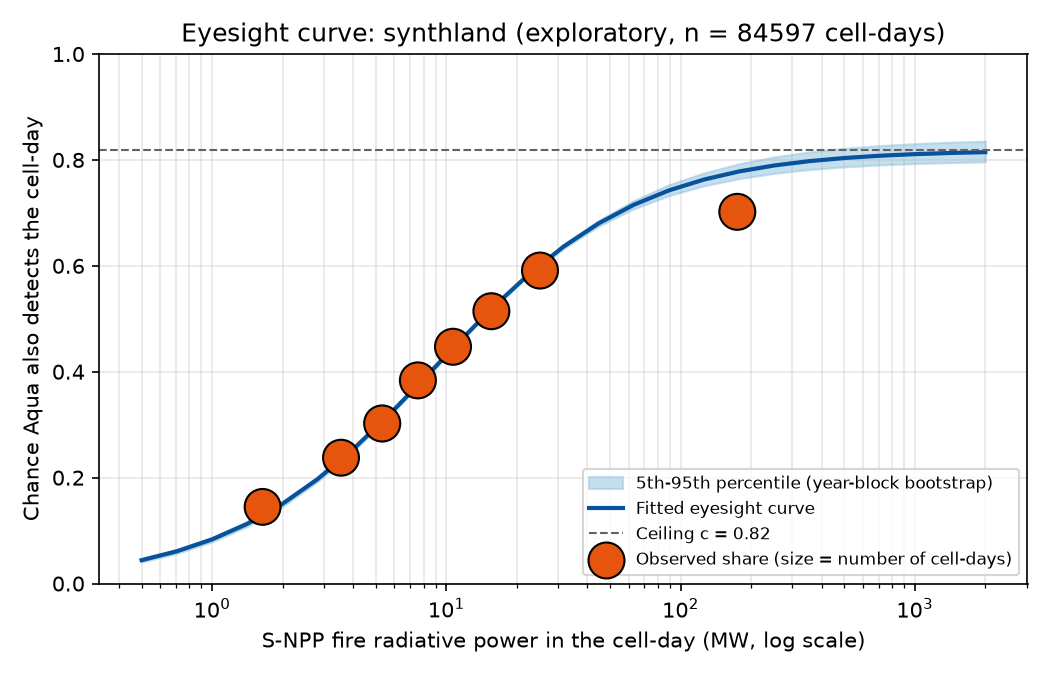 Eyesight curve: synthland (exploratory, n = 84597 cell-days)
1.0
0.8
0.6
0.4
0.2
0.0
Chance Aqua also detects the cell-day
5th-95th percentile (year-block bootstrap)
Fitted eyesight curve
Ceiling c = 0.82
Observed share (size = number of cell-days)
10⁰ 10¹ 10² 10³
S-NPP fire radiative power in the cell-day (MW, log scale)